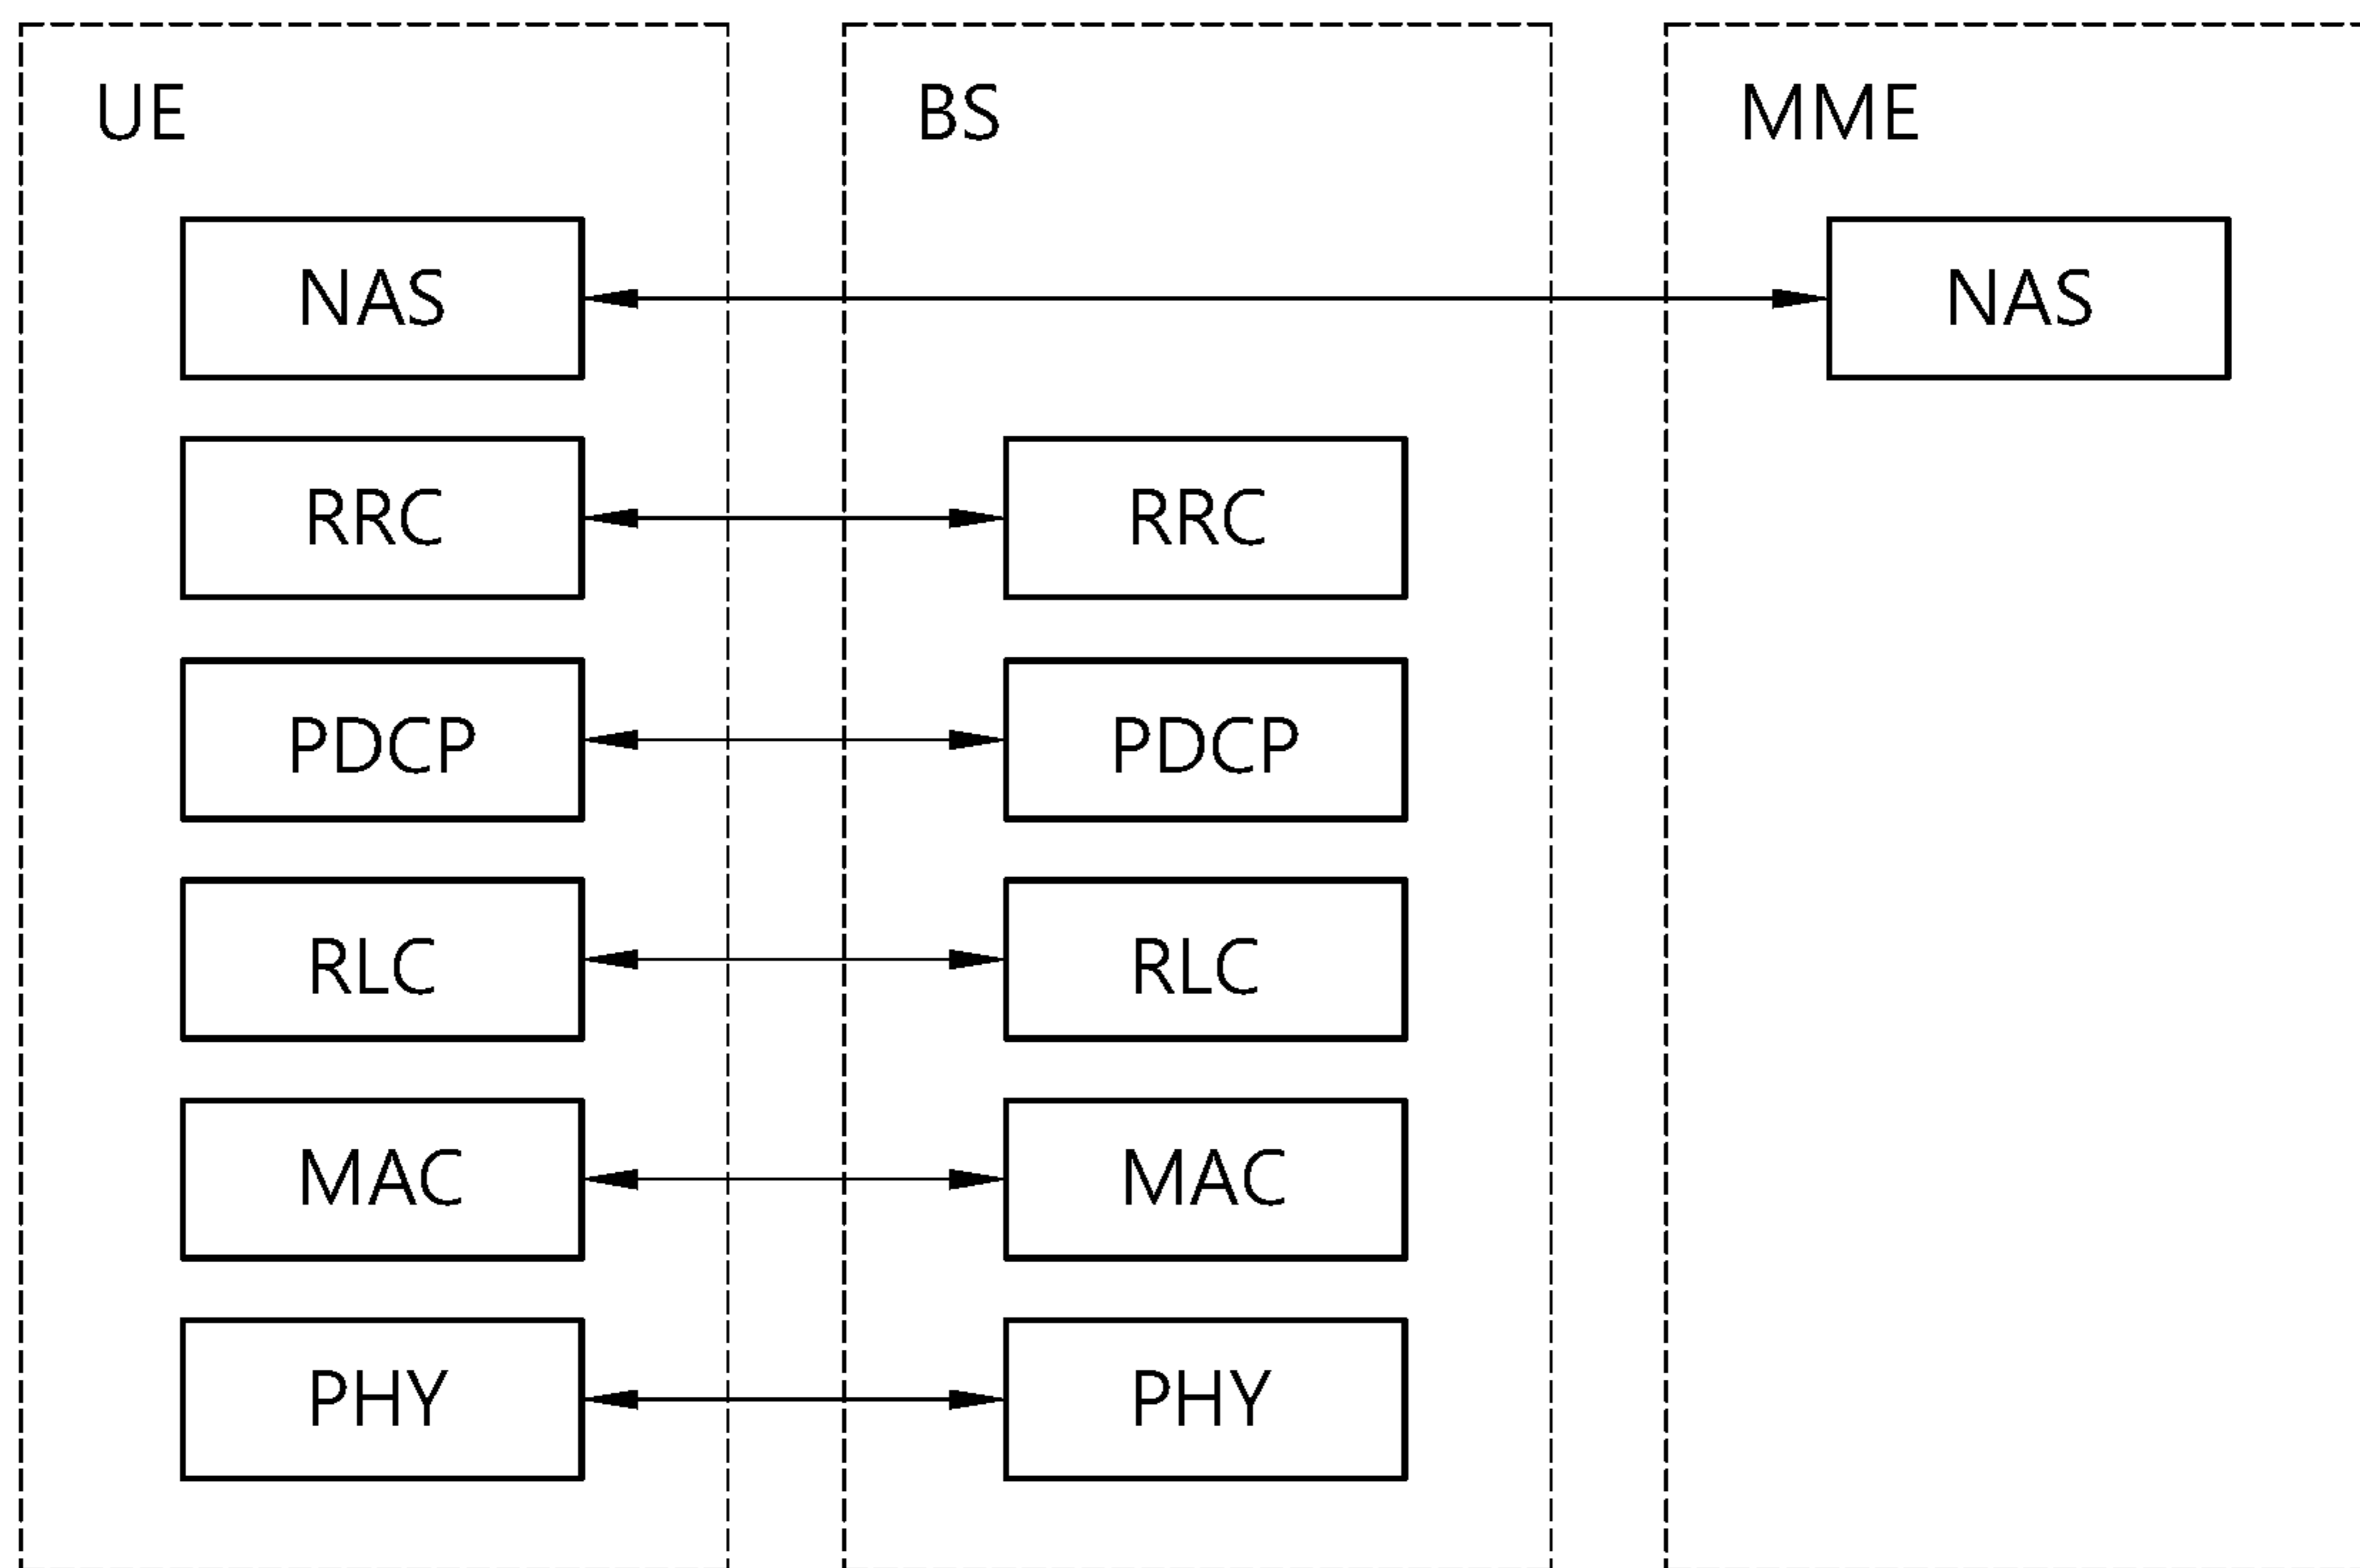 UE BS MME
NAS NAS
RRC RRC
PDCP PDCP
RLC RLC
MAC MAC
PHY PHY